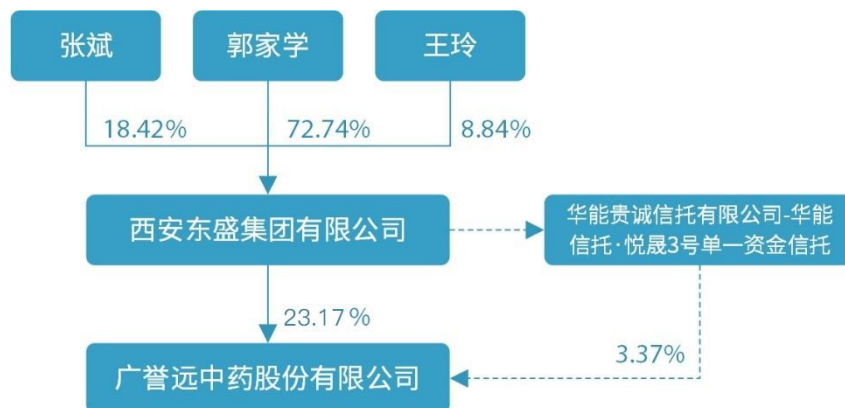 张斌
郭家学
王玲
18.42%
72.74%
8.84%
西安东盛集团有限公司
华能贵诚信托有限公司-华能
信托·悦晟3号单一资金信托
23.17%
3.37%
广誉远中药股份有限公司